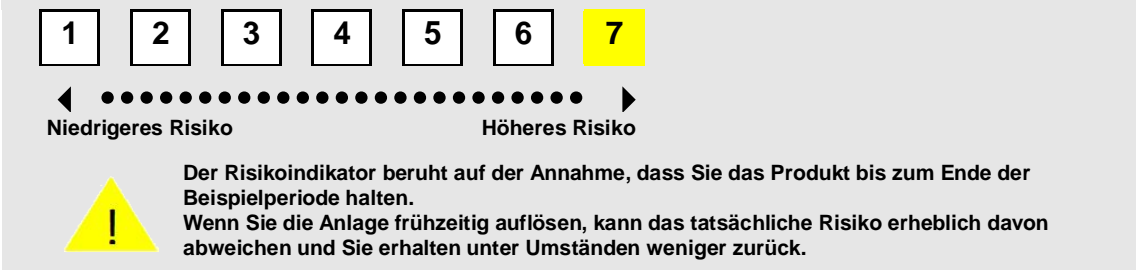 1 2 3 4 5 6 7
Niedrigeres Risiko Höheres Risiko
Der Risikoindikator beruht auf der Annahme, dass Sie das Produkt bis zum Ende der
Beispielperiode halten.
Wenn Sie die Anlage frühzeitig auflösen, kann das tatsächliche Risiko erheblich davon
abweichen und Sie erhalten unter Umständen weniger zurück.
!